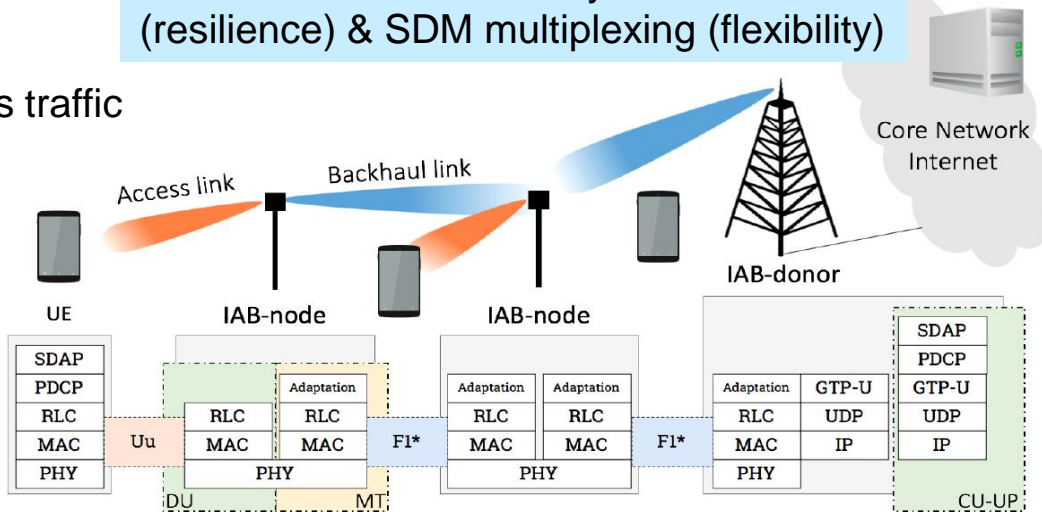 (resilience) & SDM multiplexing (flexibility)
s traffic
Core Network
Internet
Access link
Backhaul link
UE
IAB-node
IAB-node
IAB-donor
SDAP
PDCP
RLC
MAC
PHY
Uu
RLC
MAC
Adaptation
RLC
MAC
PHY
DU
MT
F1*
Adaptation
RLC
MAC
Adaptation
RLC
MAC
PHY
F1*
Adaptation
RLC
MAC
PHY
GTP-U
UDP
IP
SDAP
PDCP
GTP-U
UDP
IP
CU-UP